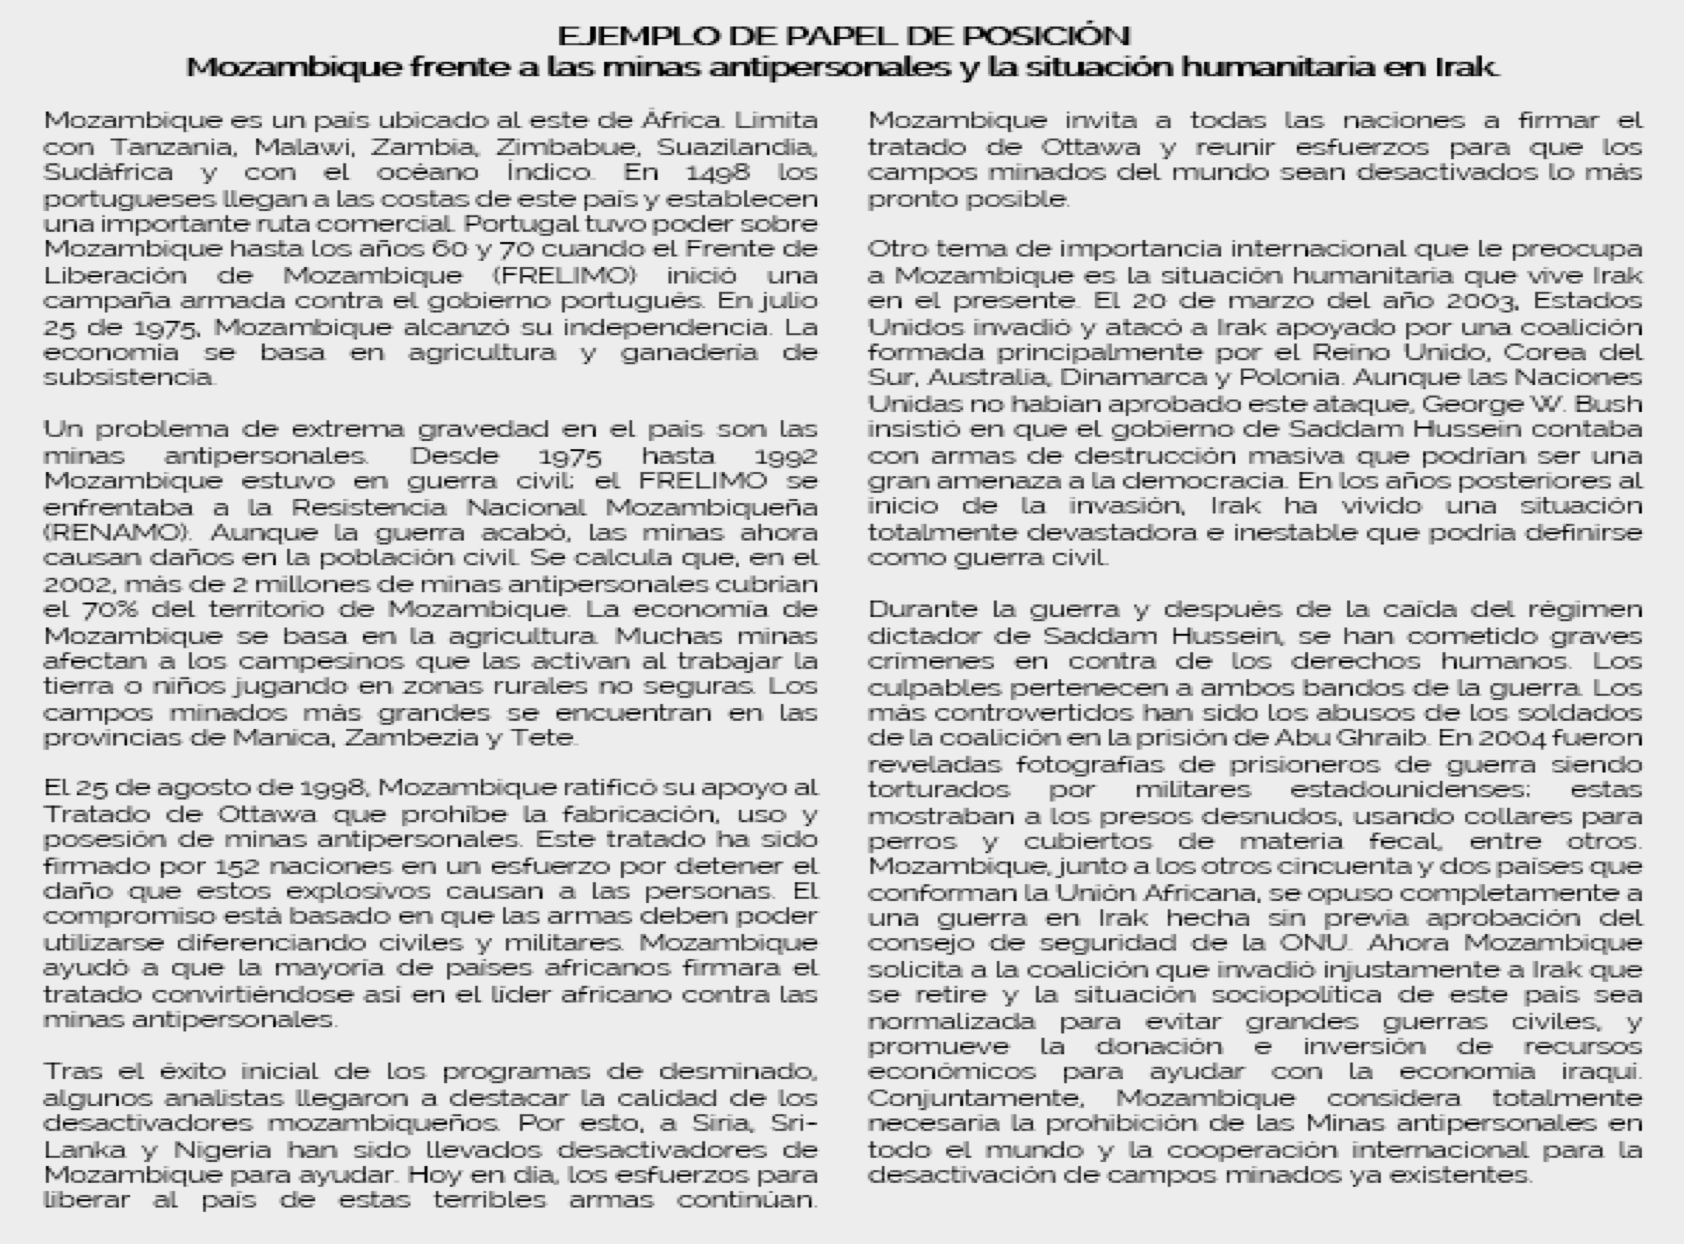 EJEMPLO DE PAPEL DE POSICIÓN
Mozambique frente a las minas antipersonales y la situación humanitaria en Irak.
Mozambique es un país ubicado al este de África. Limita
con Tanzania, Malawi, Zambia, Zimbabue, Suazilandia,
Sudáfrica y con el océano Índico. En 1498 los
portugueses llegan a las costas de este país y establecen
una importante ruta comercial. Portugal tuvo poder sobre
Mozambique hasta los años 60 y 70 cuando el Frente de
Liberación de Mozambique (FRELIMO) inició una
campaña armada contra el gobierno portugués. En julio
25 de 1975, Mozambique alcanzó su independencia. La
economía se basa en agricultura y ganadería de
subsistencia.
Un problema de extrema gravedad en el país son las
minas antipersonales. Desde 1975 hasta 1992
Mozambique estuvo en guerra civil; el FRELIMO se
enfrentaba a la Resistencia Nacional Mozambiqueña
(RENAMO). Aunque la guerra acabó, las minas ahora
causan daños en la población civil. Se calcula que, en el
2002, más de 2 millones de minas antipersonales cubrían
el 70% del territorio de Mozambique. La economía de
Mozambique se basa en la agricultura. Muchas minas
afectan a los campesinos que las activan al trabajar la
tierra o niños jugando en zonas rurales no seguras. Los
campos minados más grandes se encuentran en las
provincias de Manica, Zambezia y Tete.
El 25 de agosto de 1998, Mozambique ratificó su apoyo al
Tratado de Ottawa que prohíbe la fabricación, uso y
posesión de minas antipersonales. Este tratado ha sido
firmado por 152 naciones en un esfuerzo por detener el
daño que estos explosivos causan a las personas. El
compromiso está basado en que las armas deben poder
utilizarse diferenciando civiles y militares. Mozambique
ayudó a que la mayoría de países africanos firmara el
tratado convirtiéndose así en el líder africano contra las
minas antipersonales.
Tras el éxito inicial de los programas de desminado,
algunos analistas llegaron a destacar la calidad de los
desactivadores mozambiqueños. Por esto, a Siria, Sri-
Lanka y Nigeria han sido llevados desactivadores de
Mozambique para ayudar. Hoy en día, los esfuerzos para
liberar al país de estas terribles armas continúan.
Mozambique invita a todas las naciones a firmar el
tratado de Ottawa y reunir esfuerzos para que los
campos minados del mundo sean desactivados lo más
pronto posible.
Otro tema de importancia internacional que le preocupa
a Mozambique es la situación humanitaria que vive Irak
en el presente. El 20 de marzo del año 2003, Estados
Unidos invadió y atacó a Irak apoyado por una coalición
formada principalmente por el Reino Unido, Corea del
Sur, Australia, Dinamarca y Polonia. Aunque las Naciones
Unidas no habían aprobado este ataque, George W. Bush
insistió en que el gobierno de Saddam Hussein contaba
con armas de destrucción masiva que podrían ser una
gran amenaza a la democracia. En los años posteriores al
inicio de la invasión, Irak ha vivido una situación
totalmente devastadora e inestable que podría definirse
como guerra civil.
Durante la guerra y después de la caída del régimen
dictador de Saddam Hussein, se han cometido graves
crímenes en contra de los derechos humanos. Los
culpables pertenecen a ambos bandos de la guerra. Los
más controvertidos han sido los abusos de los soldados
de la coalición en la prisión de Abu Ghraib. En 2004 fueron
reveladas fotografías de prisioneros de guerra siendo
torturados por militares estadounidenses; estas
mostraban a los presos desnudos, usando collares para
perros y cubiertos de materia fecal, entre otros.
Mozambique, junto a los otros cincuenta y dos países que
conforman la Unión Africana, se opuso completamente a
una guerra en Irak hecha sin previa aprobación del
consejo de seguridad de la ONU. Ahora Mozambique
solicita a la coalición que invadió injustamente a Irak que
se retire y la situación sociopolítica de este país sea
normalizada para evitar grandes guerras civiles, y
promueve la donación e inversión de recursos
económicos para ayudar con la economía iraquí.
Conjuntamente, Mozambique considera totalmente
necesaria la prohibición de las Minas antipersonales en
todo el mundo y la cooperación internacional para la
desactivación de campos minados ya existentes.